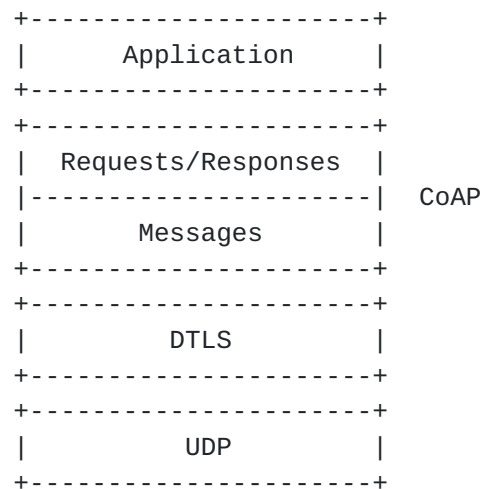 +----------------------+
|      Application     |
+----------------------+
+----------------------+
|  Requests/Responses  |
|----------------------|  CoAP
|       Messages       |
+----------------------+
+----------------------+
|         DTLS         |
+----------------------+
+----------------------+
|          UDP         |
+----------------------+